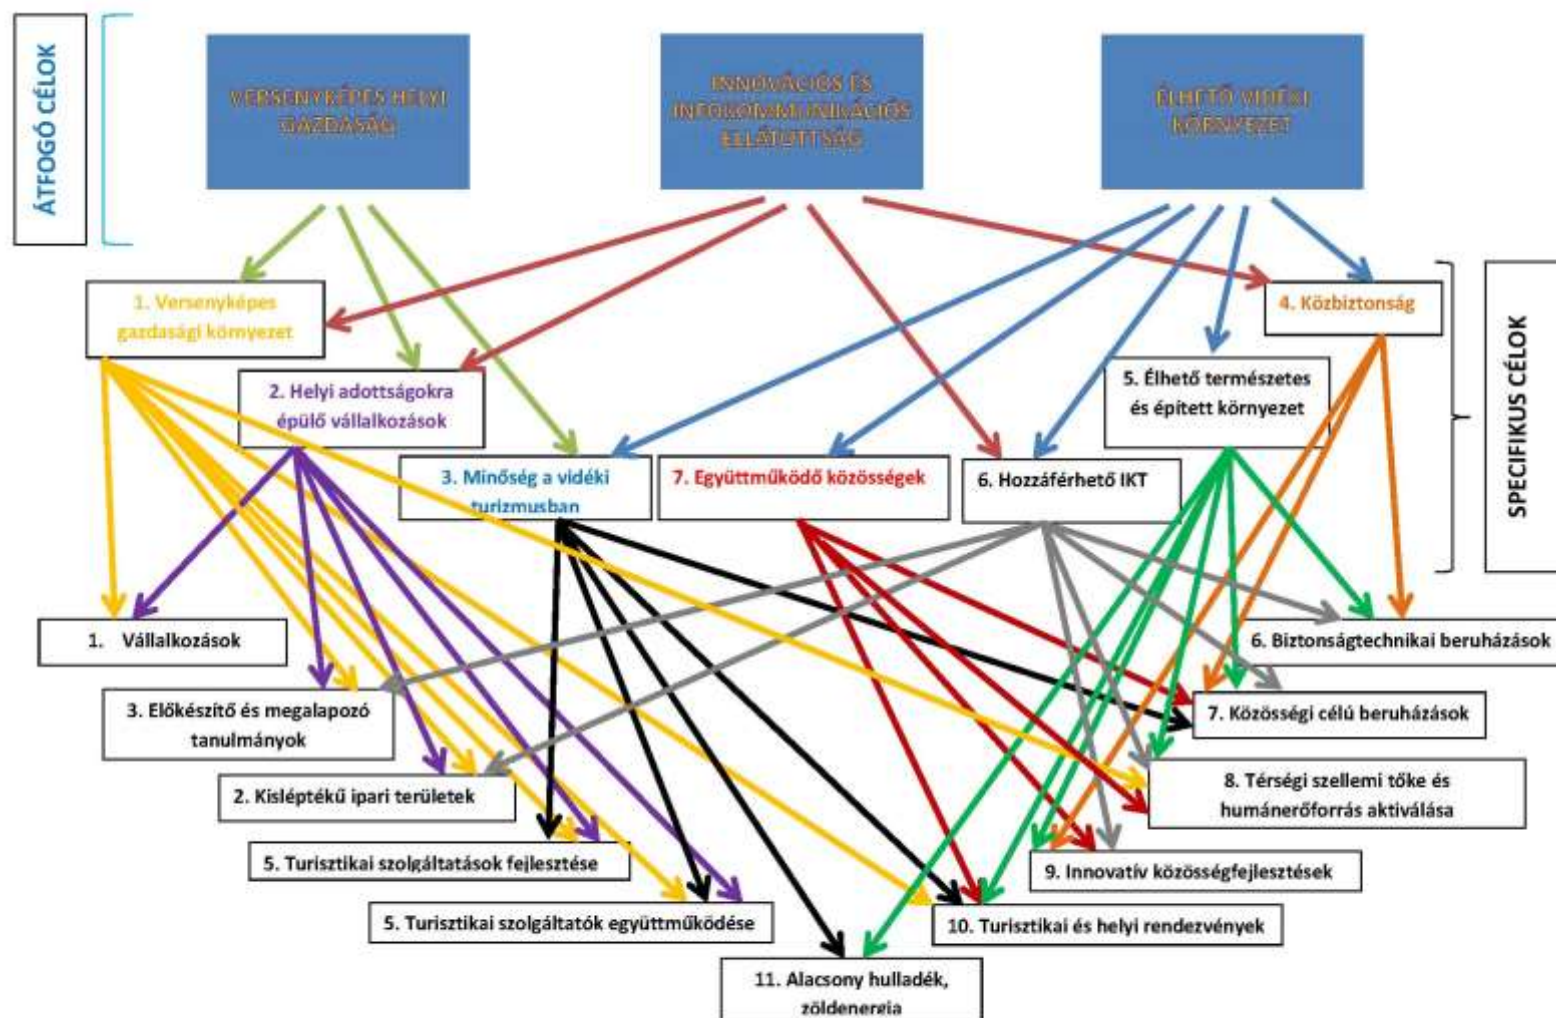 ÁTFOGÓ CÉLOK
VERSENYKÉPES HELYI
GAZDASÁG
INNOVÁCIÓS ÉS
INFOKOMMUNIKÁCIÓS
ELLÁTOTTSÁG
ÉLHETŐ VIDÉKI
KÖRNYEZET
1. Versenyképes
gazdasági környezet
4. Közbiztonság
SPECIFIKUS CÉLOK
2. Helyi adottságokra
épülő vállalkozások
5. Élhető természetes
és épített környezet
3. Minőség a vidéki
turizmusban
7. Együttműködő közösségek
6. Hozzáférhető IKT
1. Vállalkozások
6. Biztonságtechnikai beruházások
3. Előkészítő és megalapozó
tanulmányok
7. Közösségi célú beruházások
2. Kisléptékű ipari területek
8. Térségi szellemi tőke és
humánerőforrás aktiválása
5. Turisztikai szolgáltatások fejlesztése
9. Innovatív közösségfejlesztések
5. Turisztikai szolgáltatók együttműködése
10. Turisztikai és helyi rendezvények
11. Alacsony hulladék,
zöldenergia